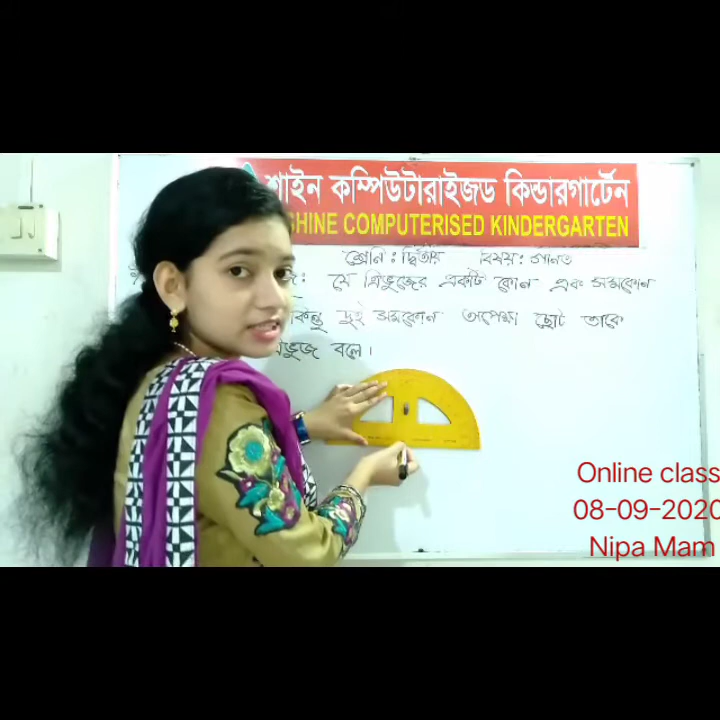 শাইন কম্পিউটারাইজড কিন্ডারগার্টেন
SHINE COMPUTERISED KINDERGARTEN
শ্রেনি : দ্বিতীয় বিষয়: গনিত
যে ত্রিভুজের একটি কোন এক সমকোন
কিন্তু দুই সমকোন অপেক্ষা ছোট তাকে
বলে।
Online class
08-09-2020
Nipa Mam